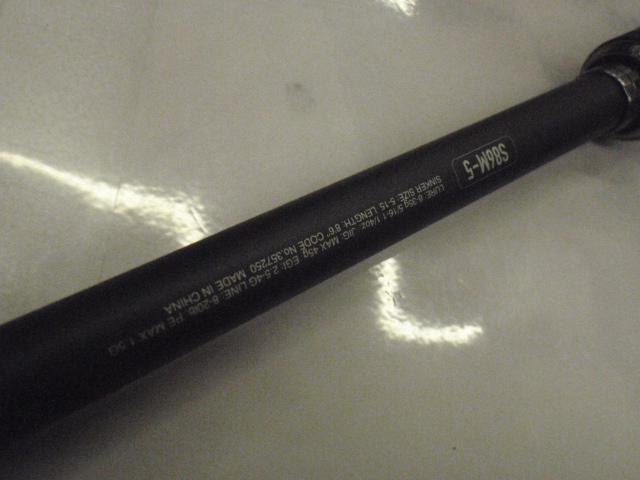 S86M-5
LURE 8-35g 5/16-1 1/4oz. JIG. MAX 45g EGI: 2.5-4G LINE: 8-20lb PE MAX 1.5G
SINKER SIZE 5-15 LENGTH 8'6" CODE No.357250 MADE IN CHINA